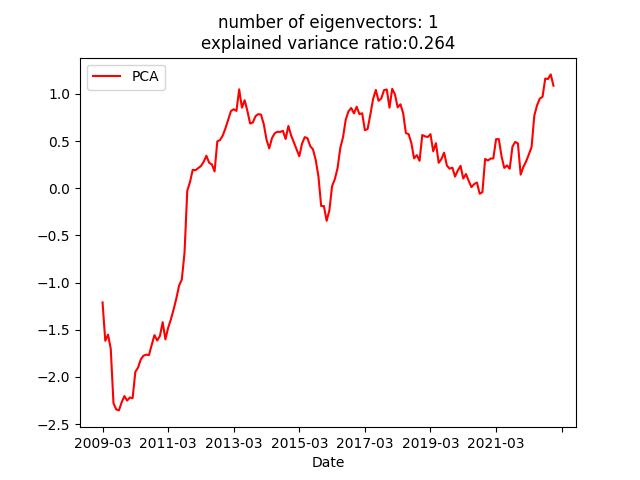 number of eigenvectors: 1
explained variance ratio:0.264
PCA
1.0
0.5
0.0
−0.5
−1.0
−1.5
−2.0
−2.5
2009-03 2011-03 2013-03 2015-03 2017-03 2019-03 2021-03
Date